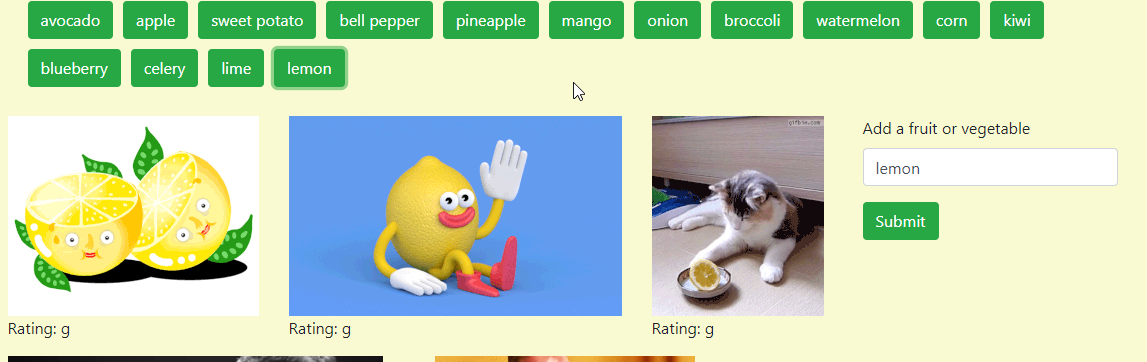 avocado apple sweet potato bell pepper pineapple mango onion broccoli watermelon corn kiwi
blueberry celery lime lemon
gifbin.com
Add a fruit or vegetable
lemon
Submit
Rating: g Rating: g Rating: g